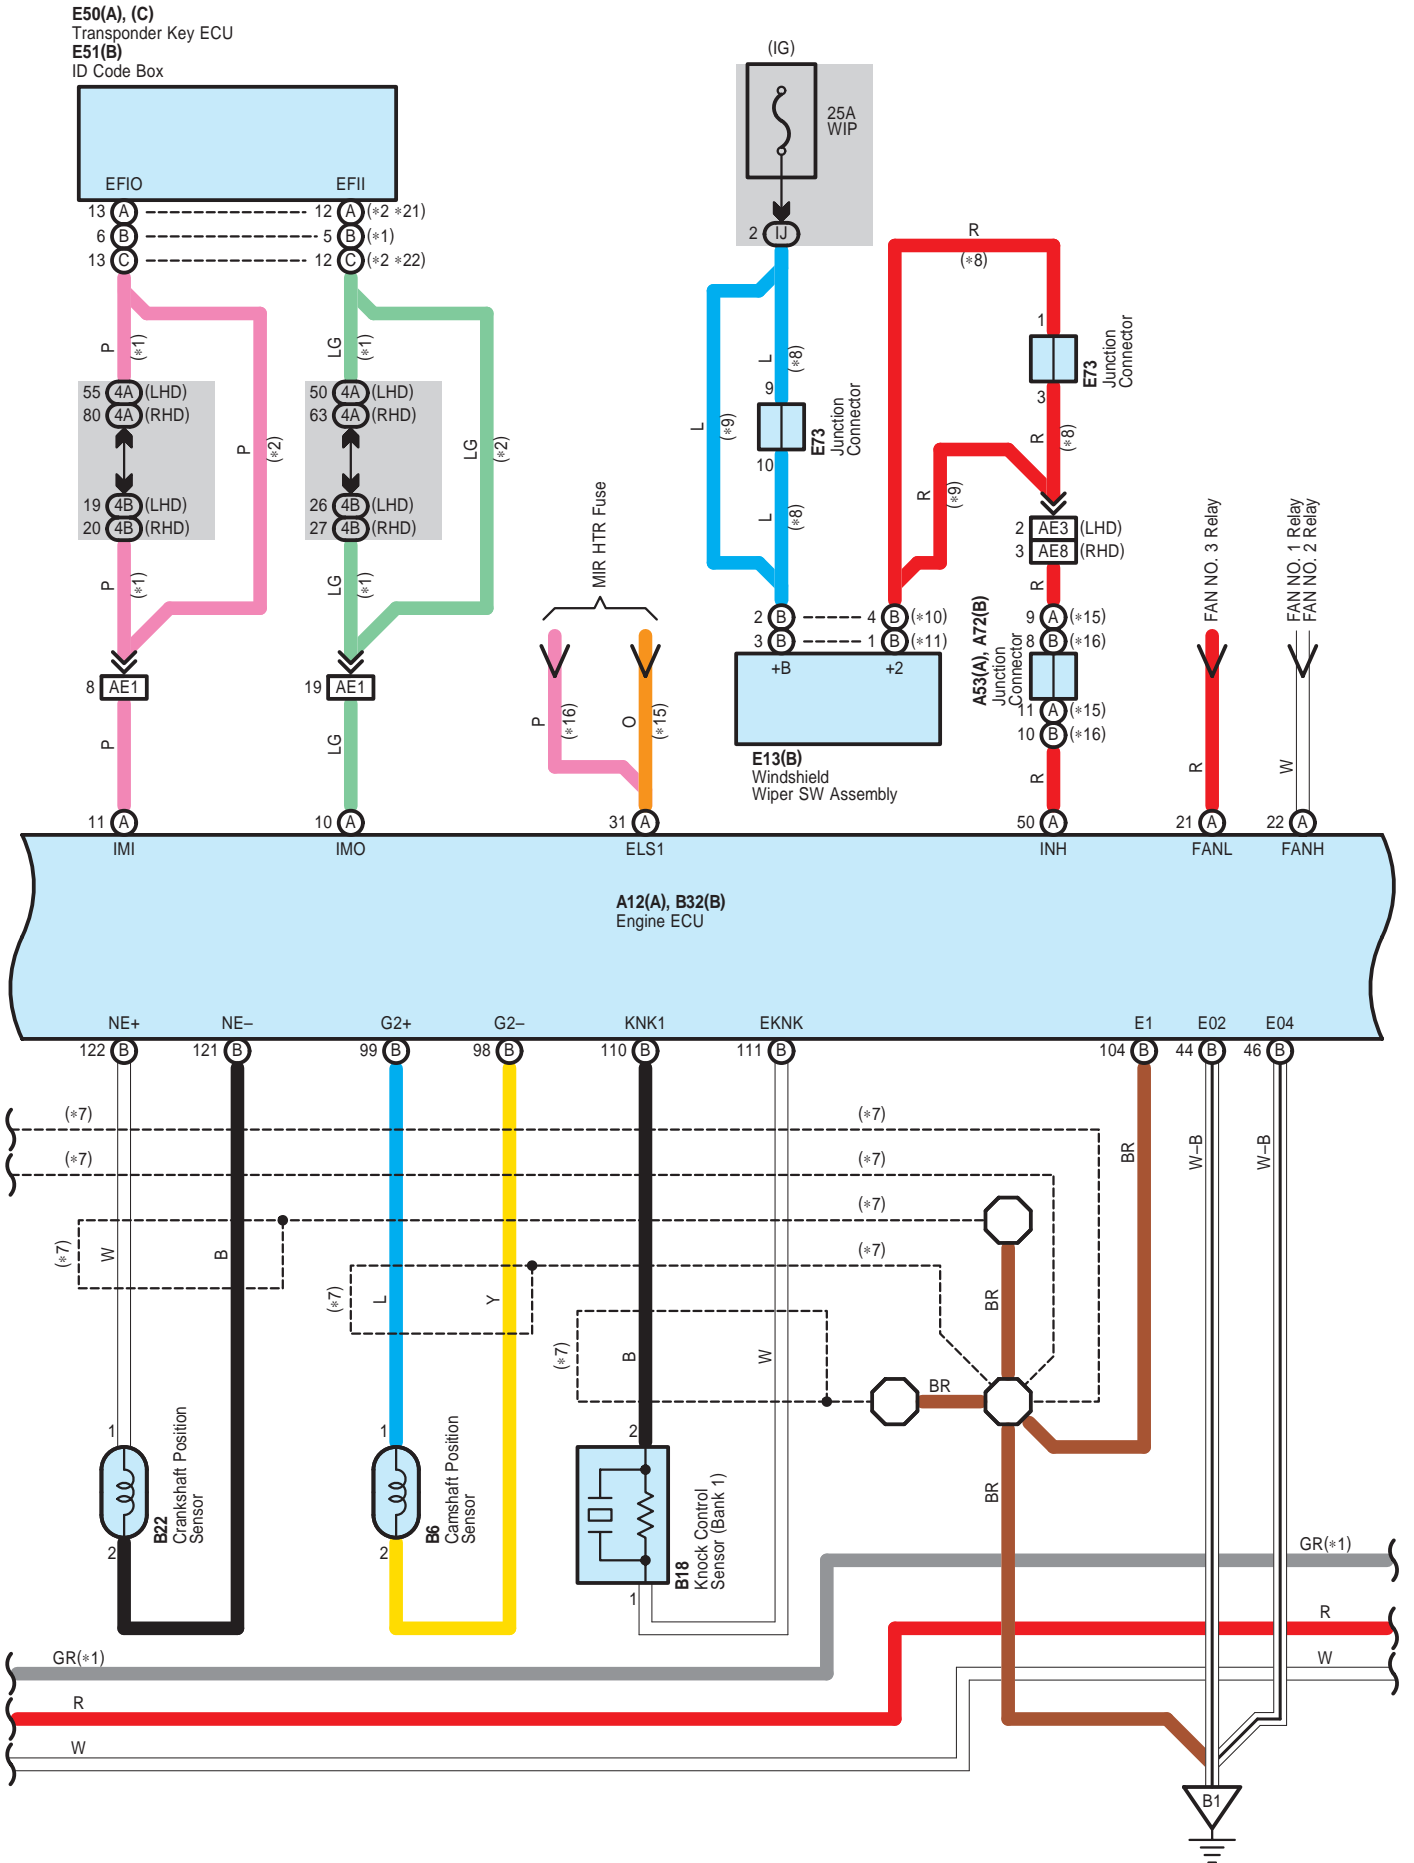 E50(A), (C)
Transponder Key ECU
E51(B)
ID Code Box
EFIO
EFII
13 A
12 A (*2 *21)
6 B
5 B (*1)
13 C
12 C (*2 *22)
P
(*1)
P
(*2)
LG
(*1)
LG
(*2)
55 4A (LHD)
80 4A (RHD)
50 4A (LHD)
63 4A (RHD)
19 4B (LHD)
20 4B (RHD)
26 4B (LHD)
27 4B (RHD)
P
(*1)
LG
(*1)
8 AE1
19 AE1
P
LG
(IG)
25A
WIP
2 IJ
L
(*9)
L
(*8)
9
E73
Junction
Connector
10
L
(*8)
R
(*8)
1
E73
Junction
Connector
3
R
(*8)
R
(*9)
2 AE3 (LHD)
3 AE8 (RHD)
R
MIR HTR Fuse
P
(*16)
O
(*15)
2 B
4 B (*10)
3 B
1 B (*11)
+B
+2
E13(B)
Windshield
Wiper SW Assembly
9 A (*15)
8 B (*16)
A53(A), A72(B)
Junction
Connector
11 A (*15)
10 B (*16)
R
FAN NO. 3 Relay
R
FAN NO. 1 Relay
FAN NO. 2 Relay
W
11 A
10 A
31 A
50 A
21 A
22 A
IMI
IMO
ELS1
INH
FANL
FANH
A12(A), B32(B)
Engine ECU
NE+
NE–
G2+
G2–
KNK1
EKNK
E1
E02
E04
122 B
121 B
99 B
98 B
110 B
111 B
104 B
44 B
46 B
(*7)
(*7)
(*7)
(*7)
(*7)
(*7)
(*7)
W
B
(*7)
L
Y
(*7)
B
W
BR
W–B
W–B
BR
BR
BR
1
B22
Crankshaft Position
Sensor
2
1
B6
Camshaft Position
Sensor
2
2
B18
Knock Control
Sensor (Bank 1)
1
GR(*1)
R
W
GR(*1)
R
W
B1